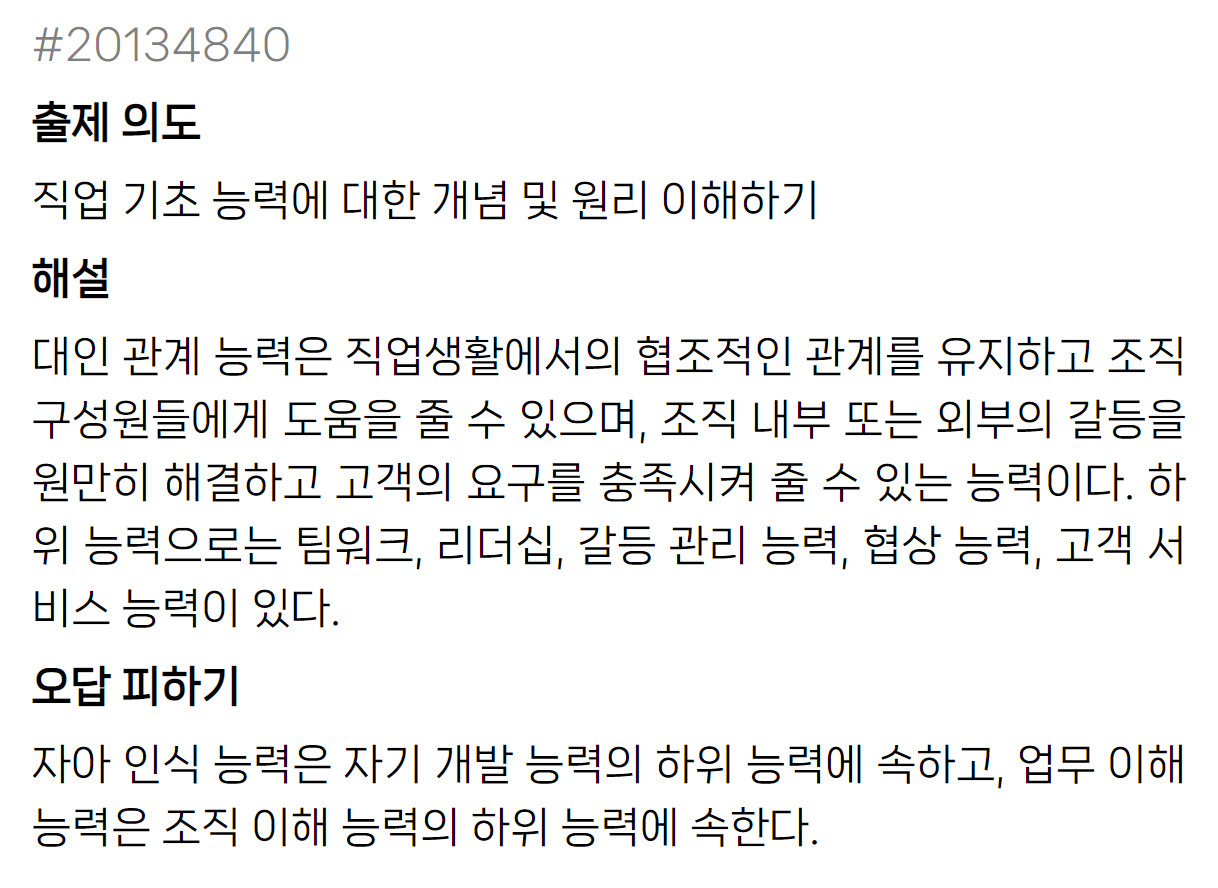 #20134840
출제 의도
직업 기초 능력에 대한 개념 및 원리 이해하기
해설
대인 관계 능력은 직업생활에서의 협조적인 관계를 유지하고 조직
구성원들에게 도움을 줄 수 있으며, 조직 내부 또는 외부의 갈등을
원만히 해결하고 고객의 요구를 충족시켜 줄 수 있는 능력이다. 하
위 능력으로는 팀워크, 리더십, 갈등 관리 능력, 협상 능력, 고객 서
비스 능력이 있다.
오답 피하기
자아 인식 능력은 자기 개발 능력의 하위 능력에 속하고, 업무 이해
능력은 조직 이해 능력의 하위 능력에 속한다.